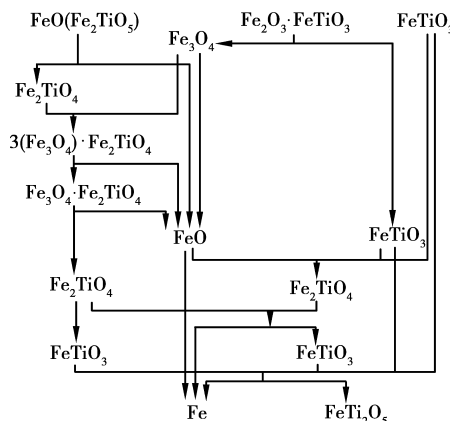 FeO(Fe₂TiO₅)
Fe₂O₃·FeTiO₃
FeTiO₃
Fe₃O₄
Fe₂TiO₄
3(Fe₃O₄)·Fe₂TiO₄
Fe₃O₄·Fe₂TiO₄
FeO
FeTiO₃
Fe₂TiO₄
Fe₂TiO₄
FeTiO₃
FeTiO₃
Fe
FeTi₂O₅